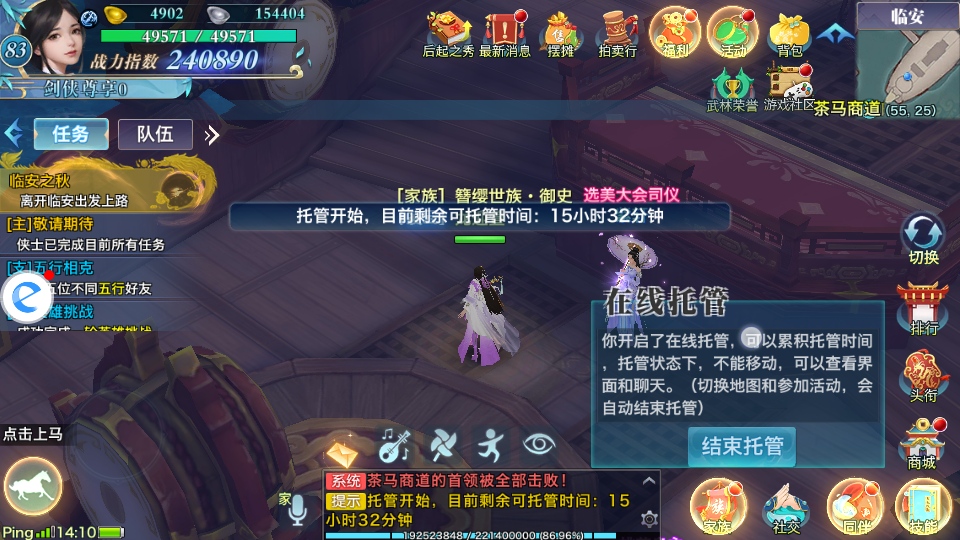 83
4902
154404
49571 / 49571
战力指数 240890
剑侠尊享0
后起之秀
最新消息
摆摊
售
拍卖行
福利
活动
背包
临安
武林荣誉
游戏社区
茶马商道(55, 25)
任务
队伍
临安之秋
离开临安出发上路
[主]敬请期待
侠士已完成目前所有任务
[支]五行相克
五位不同五行好友
英雄挑战
成功完成一轮英雄挑战
[家族] 簪缨世族·御史 选美大会司仪
托管开始，目前剩余可托管时间：15小时32分钟
切换
排行
头衔
商城
在线托管
你开启了在线托管，可以累积托管时间
，托管状态下，不能移动，可以查看界
面和聊天。（切换地图和参加活动，会
自动结束托管）
结束托管
点击上马
家
系统 茶马商道的首领被全部击败！
提示 托管开始，目前剩余可托管时间：15
小时32分钟
192523848 / 221400000 (86.96%)
族
家族
社交
同伴
技能
Ping
14:10